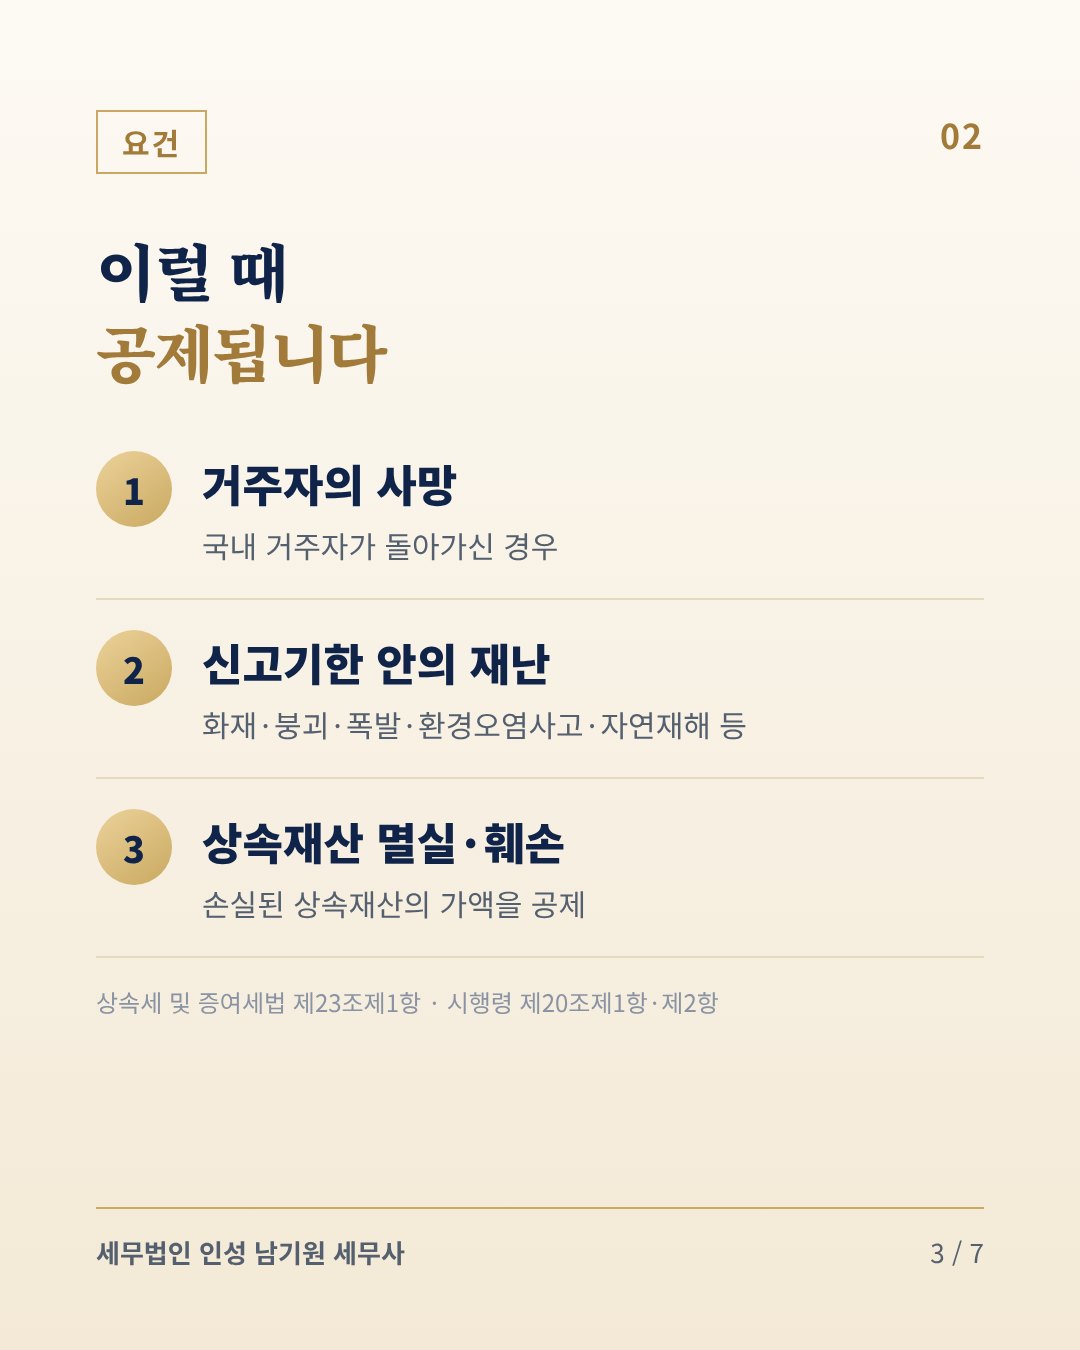 요건
02
이럴 때
공제됩니다
1
거주자의 사망
국내 거주자가 돌아가신 경우
2
신고기한 안의 재난
화재·붕괴·폭발·환경오염사고·자연재해 등
3
상속재산 멸실·훼손
손실된 상속재산의 가액을 공제
상속세 및 증여세법 제23조제1항 · 시행령 제20조제1항·제2항
세무법인 인성 남기원 세무사
3 / 7